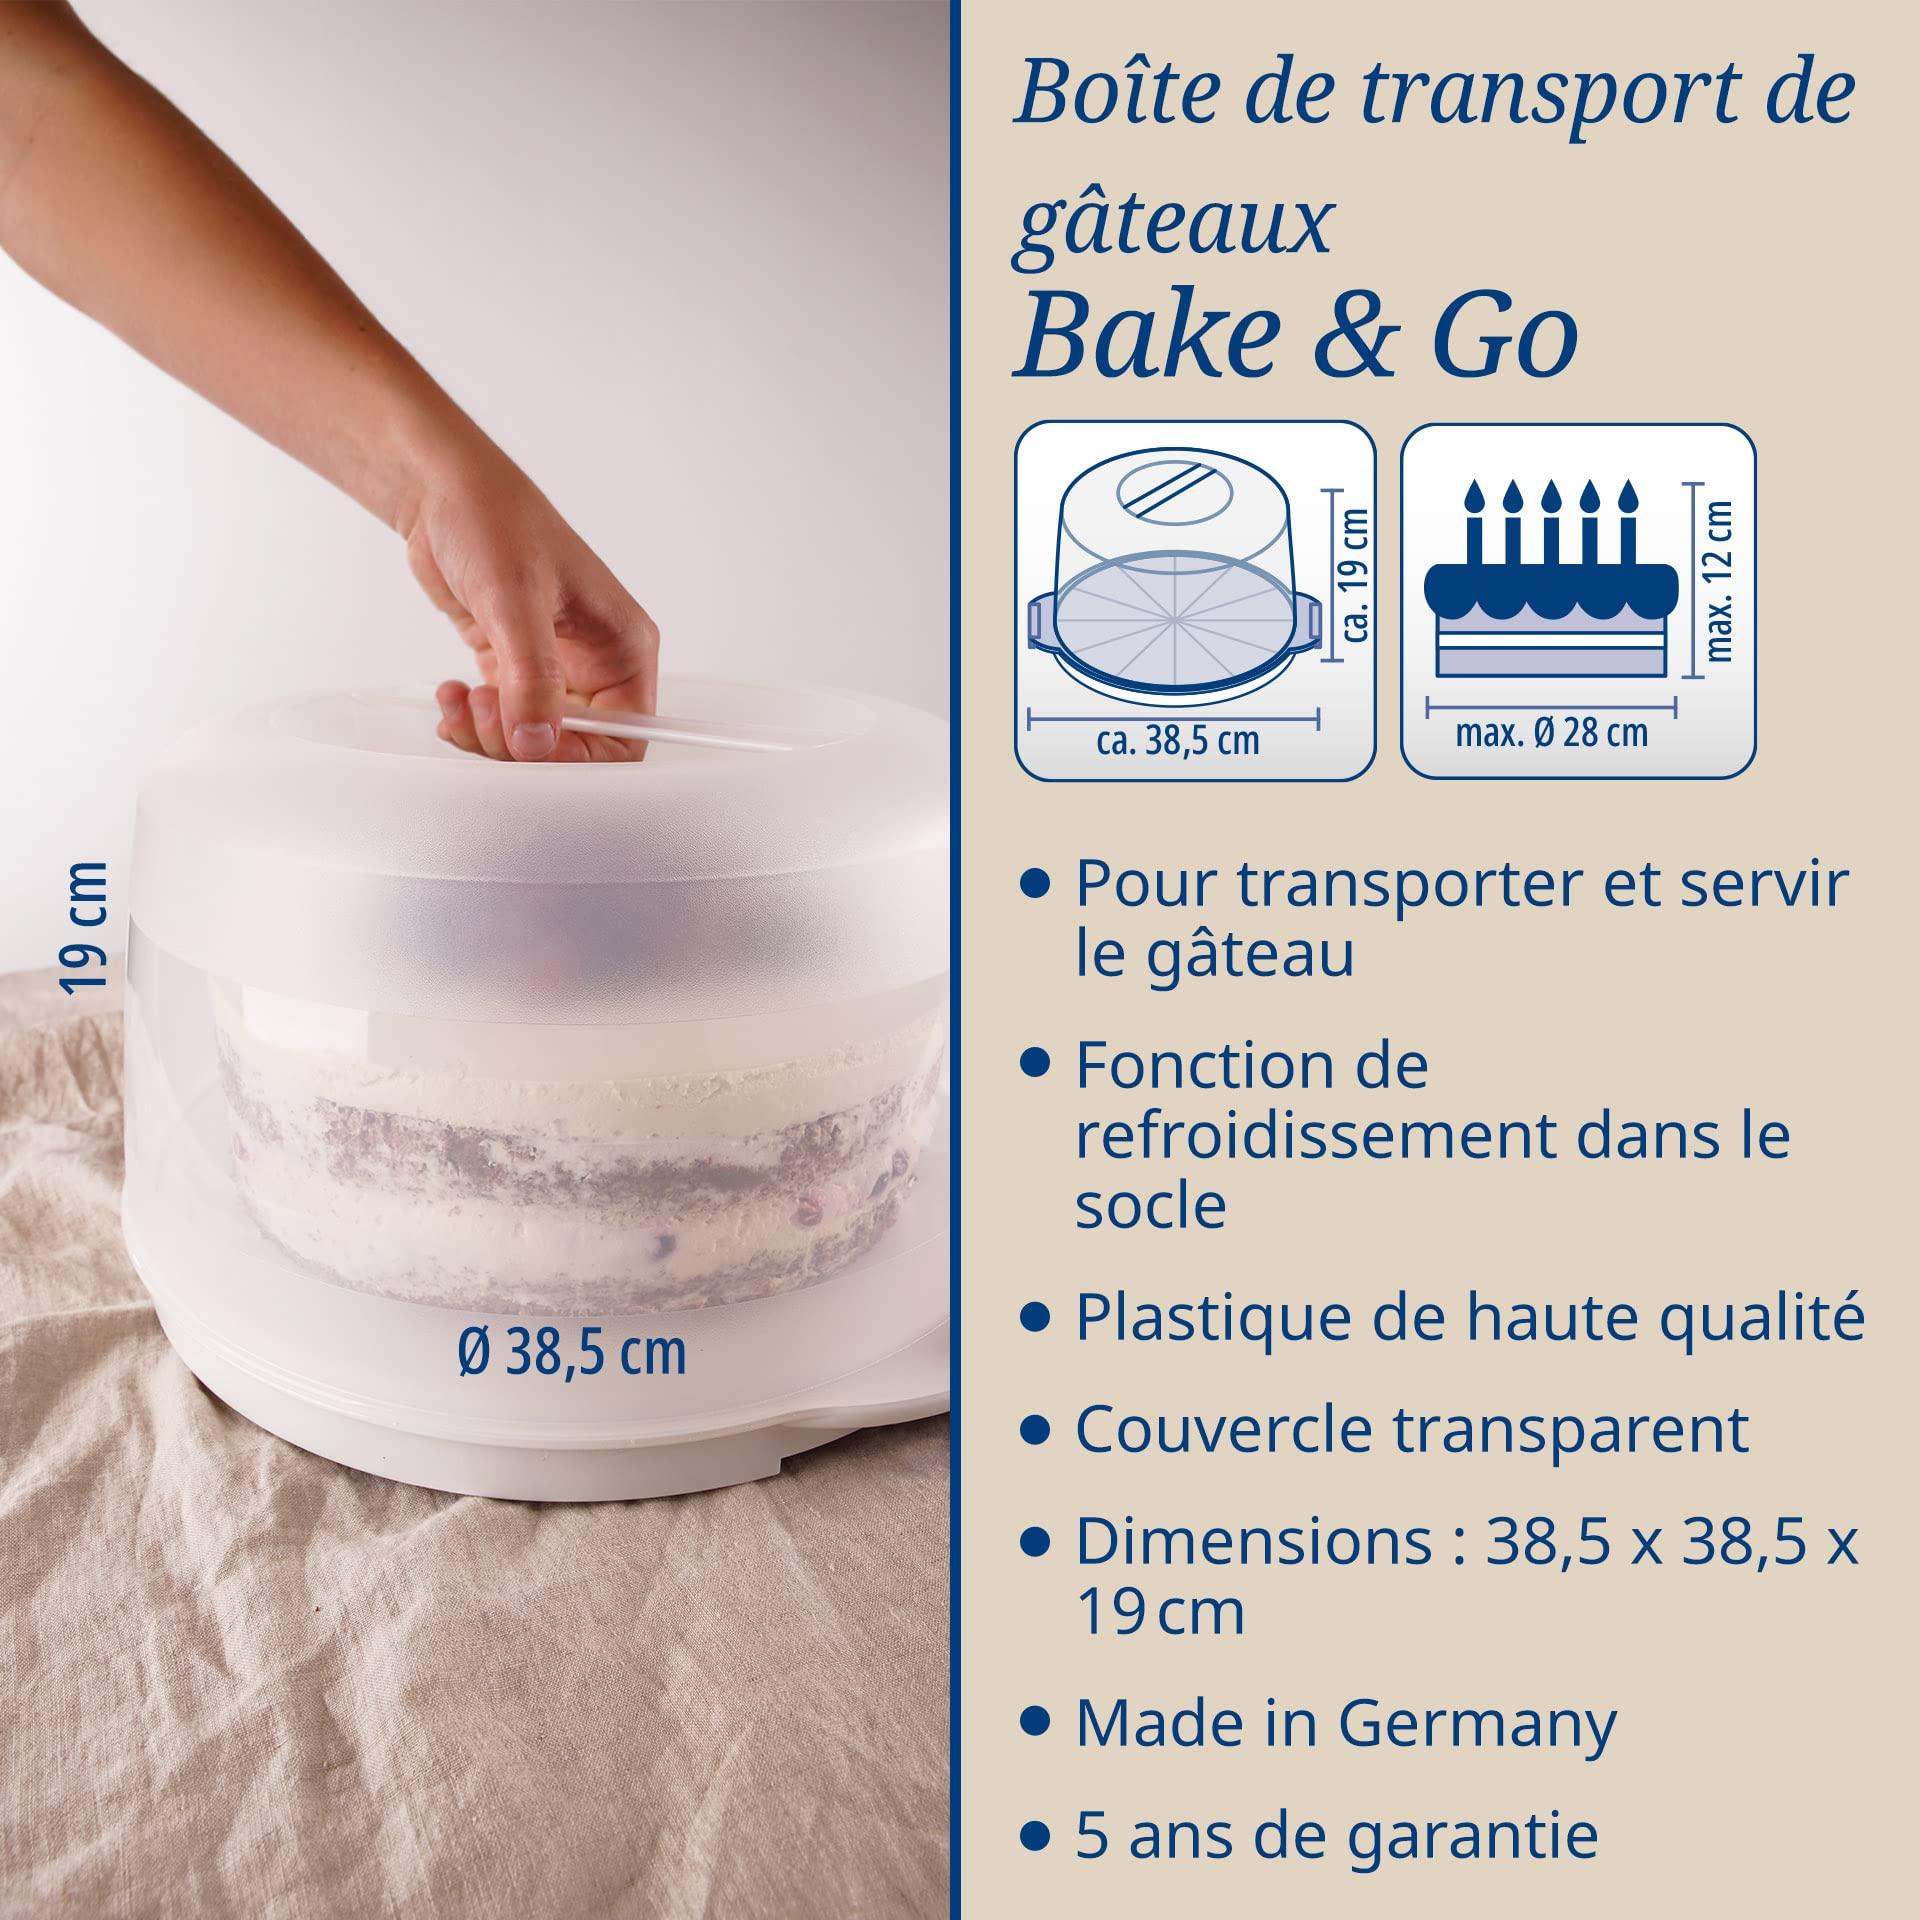 19 cm
Ø 38,5 cm
Boîte de transport de
gâteaux
Bake & Go
ca. 19 cm
ca. 38,5 cm
max. 12 cm
max. Ø 28 cm
● Pour transporter et servir
le gâteau
● Fonction de
refroidissement dans le
socle
● Plastique de haute qualité
● Couvercle transparent
● Dimensions : 38,5 x 38,5 x
19 cm
● Made in Germany
● 5 ans de garantie